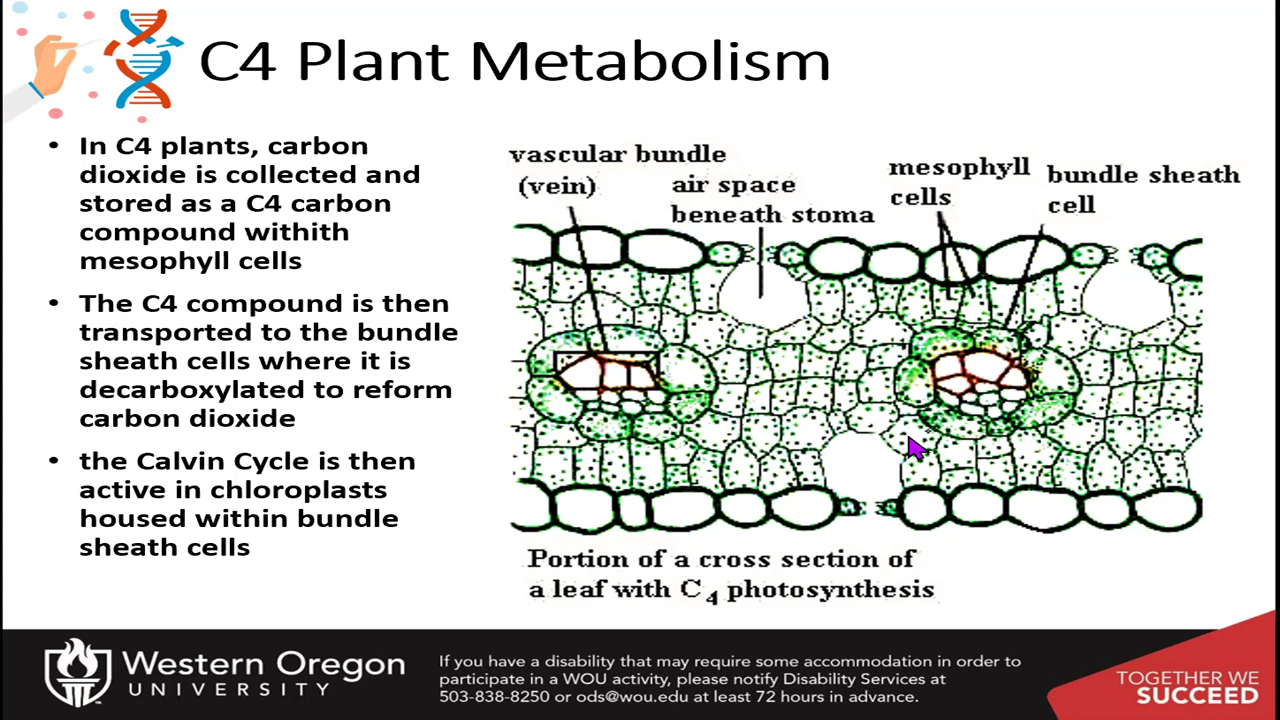 C4 Plant Metabolism
• In C4 plants, carbon
dioxide is collected and
stored as a C4 carbon
compound withith
mesophyll cells
• The C4 compound is then
transported to the bundle
sheath cells where it is
decarboxylated to reform
carbon dioxide
• the Calvin Cycle is then
active in chloroplasts
housed within bundle
sheath cells
vascular bundle
(vein)
air space
beneath stoma
mesophyll
cells
bundle sheath
cell
Portion of a cross section of
a leaf with C4 photosynthesis
Western Oregon
UNIVERSITY
If you have a disability that may require some accommodation in order to
participate in a WOU activity, please notify Disability Services at
503-838-8250 or ods@wou.edu at least 72 hours in advance.
TOGETHER WE
SUCCEED